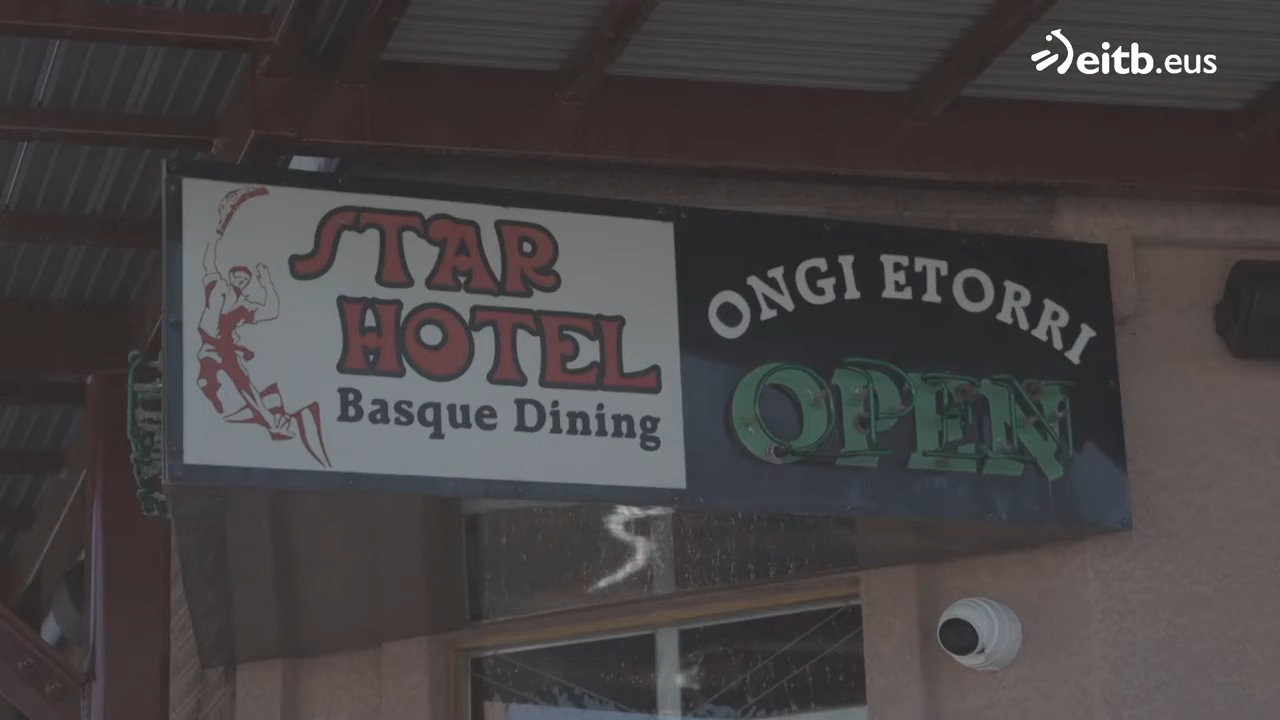 eitb.eus
STAR
HOTEL
Basque Dining
ONGI ETORRI
OPEN